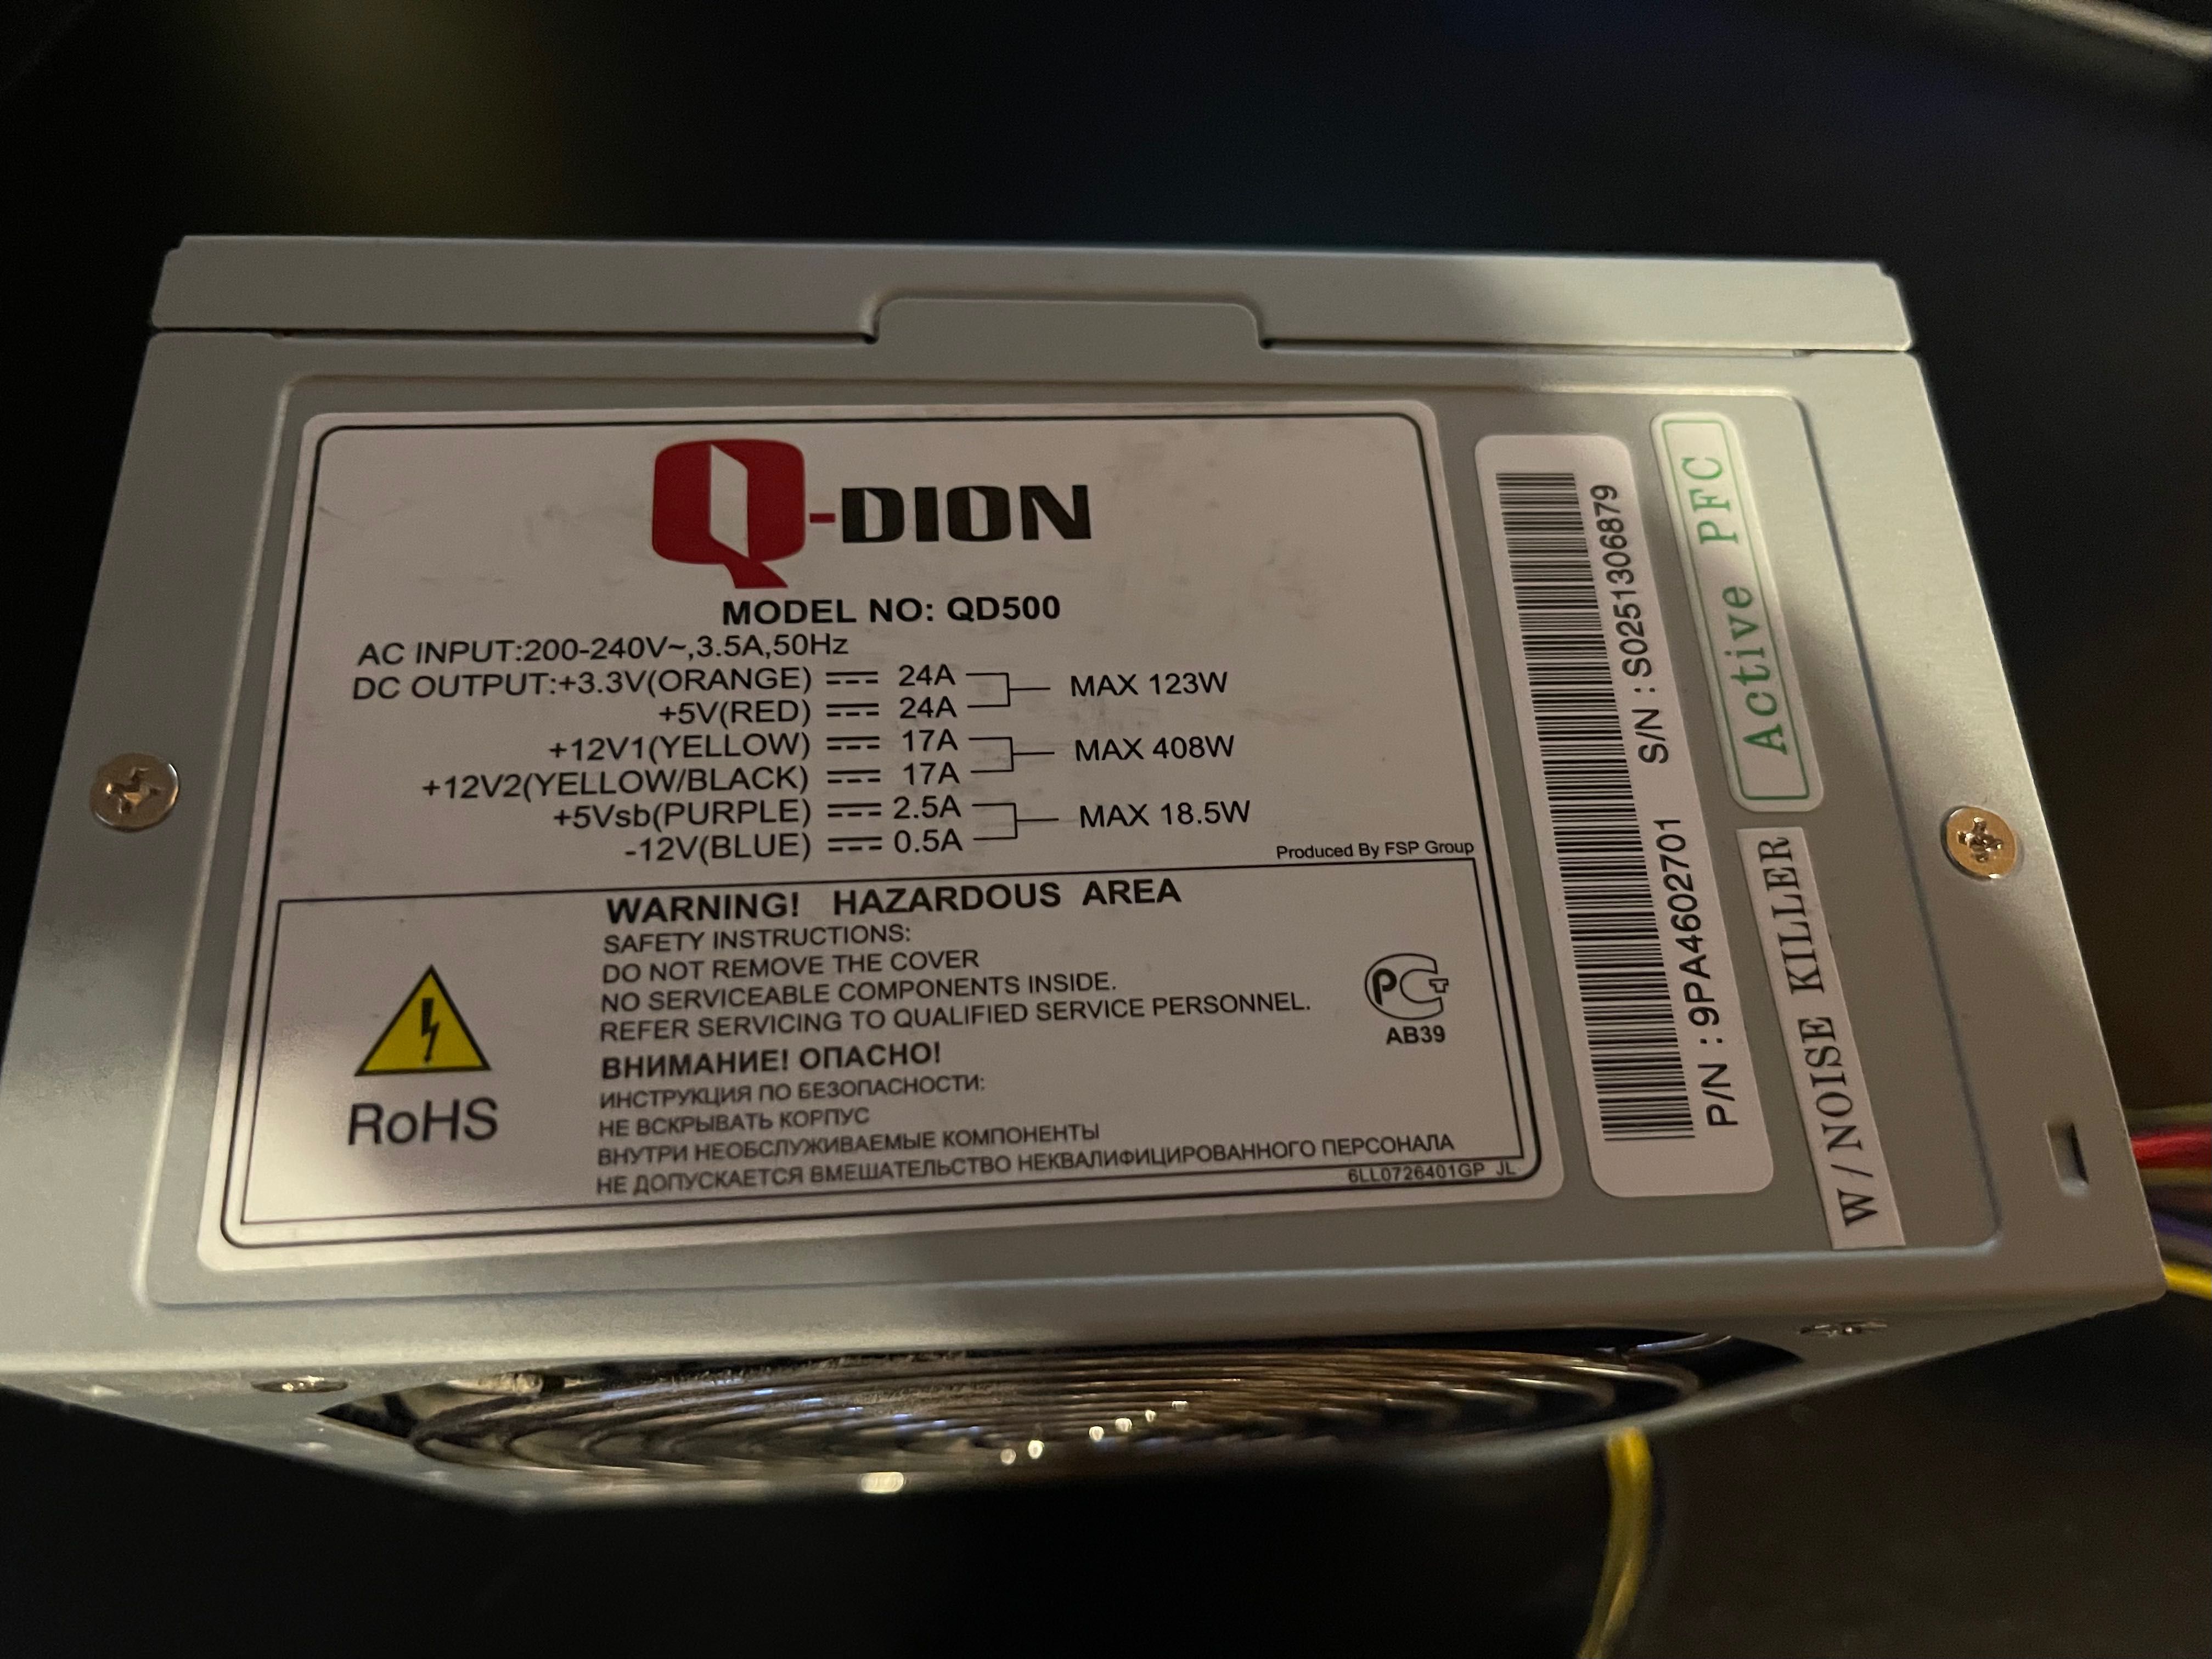 Q-DION
MODEL NO: QD500
AC INPUT:200-240V~,3.5A,50Hz
DC OUTPUT:+3.3V(ORANGE) 24A MAX 123W
+5V(RED) 24A
+12V1(YELLOW) 17A MAX 408W
+12V2(YELLOW/BLACK) 17A
+5Vsb(PURPLE) 2.5A MAX 18.5W
-12V(BLUE) 0.5A
Produced By FSP Group
WARNING! HAZARDOUS AREA
SAFETY INSTRUCTIONS:
DO NOT REMOVE THE COVER
NO SERVICEABLE COMPONENTS INSIDE.
REFER SERVICING TO QUALIFIED SERVICE PERSONNEL.
ВНИМАНИЕ! ОПАСНО!
ИНСТРУКЦИЯ ПО БЕЗОПАСНОСТИ:
НЕ ВСКРЫВАТЬ КОРПУС
ВНУТРИ НЕОБСЛУЖИВАЕМЫЕ КОМПОНЕНТЫ
НЕ ДОПУСКАЕТСЯ ВМЕШАТЕЛЬСТВО НЕКВАЛИФИЦИРОВАННОГО ПЕРСОНАЛА
RoHS
РСТ
АВ39
6LL0726401GP JL
P/N : 9PA4602701 S/N : S0251306879
Active PFC
W/NOISE KILLER